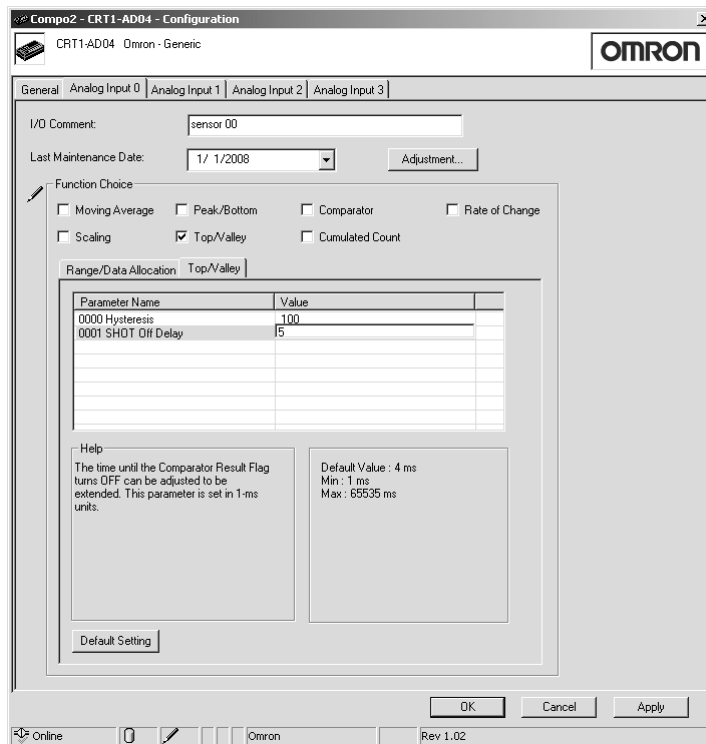 Compo2 - CRT1-AD04 - Configuration
CRT1-AD04 Omron - Generic
OMRON
General Analog Input 0 Analog Input 1 Analog Input 2 Analog Input 3
I/O Comment: sensor 00
Last Maintenance Date: 1/ 1/2008 Adjustment...
Function Choice
Moving Average Peak/Bottom Comparator Rate of Change
Scaling Top/Valley Cumulated Count
Range/Data Allocation Top/Valley
Parameter Name Value
0000 Hysteresis 100
0001 SHOT Off Delay 5
Help
The time until the Comparator Result Flag
turns OFF can be adjusted to be
extended. This parameter is set in 1-ms
units.
Default Value : 4 ms
Min : 1 ms
Max : 65535 ms
Default Setting
OK Cancel Apply
Online Omron Rev 1.02